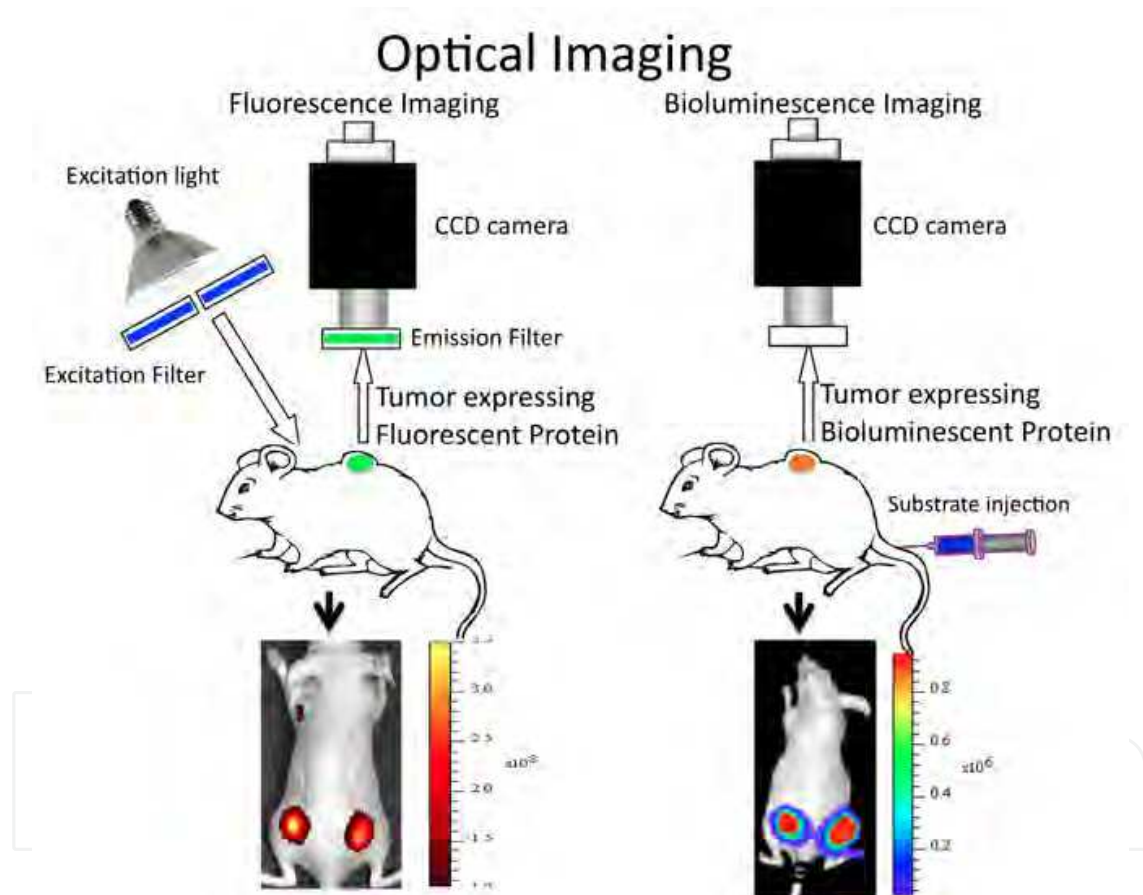 Optical Imaging
Fluorescence Imaging
Excitation light
CCD camera
Emission Filter
Excitation Filter
Tumor expressing
Fluorescent Protein
3.0
2.5
2.0
1.5
Bioluminescence Imaging
CCD camera
Tumor expressing
Bioluminescent Protein
Substrate injection
0.8
0.6
0.4
0.2
x10⁶